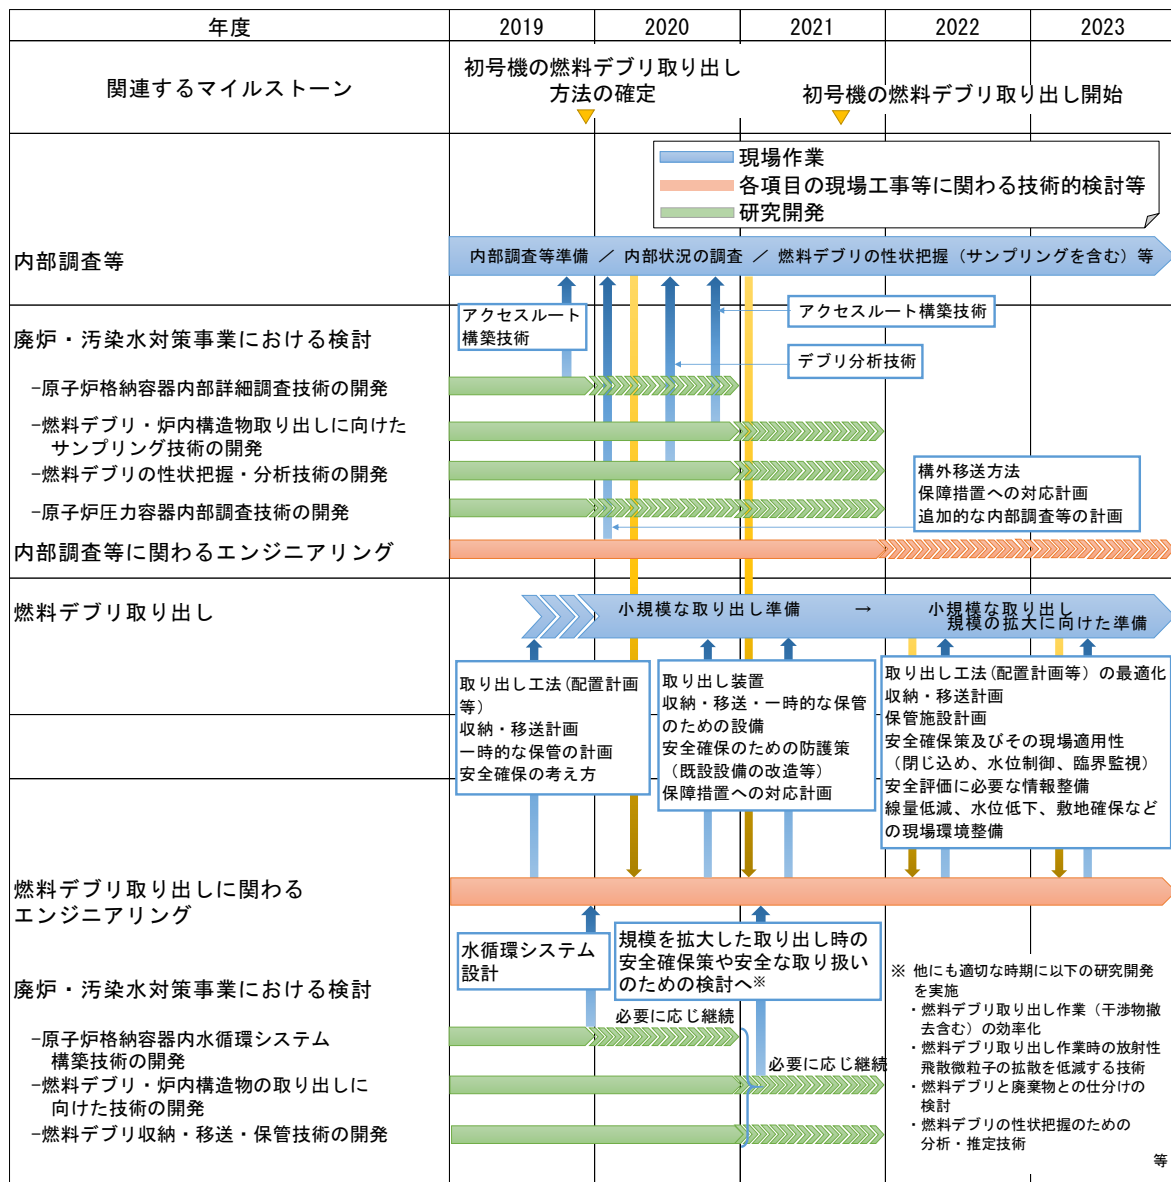 年度
2019
2020
2021
2022
2023
関連するマイルストーン
初号機の燃料デブリ取り出し
方法の確定
初号機の燃料デブリ取り出し開始
現場作業
各項目の現場工事等に関わる技術的検討等
研究開発
内部調査等
内部調査等準備 ／ 内部状況の調査 ／ 燃料デブリの性状把握（サンプリングを含む）等
アクセスルート
構築技術
アクセスルート構築技術
廃炉・汚染水対策事業における検討
デブリ分析技術
−原子炉格納容器内部詳細調査技術の開発
−燃料デブリ・炉内構造物取り出しに向けた
サンプリング技術の開発
−燃料デブリの性状把握・分析技術の開発
−原子炉圧力容器内部調査技術の開発
構外移送方法
保障措置への対応計画
追加的な内部調査等の計画
内部調査等に関わるエンジニアリング
燃料デブリ取り出し
小規模な取り出し準備 → 小規模な取り出し
規模の拡大に向けた準備
取り出し工法(配置計画
等）
収納・移送計画
一時的な保管の計画
安全確保の考え方
取り出し装置
収納・移送・一時的な保管
のための設備
安全確保のための防護策
（既設設備の改造等）
保障措置への対応計画
取り出し工法(配置計画等）の最適化
収納・移送計画
保管施設計画
安全確保策及びその現場適用性
（閉じ込め、水位制御、臨界監視）
安全評価に必要な情報整備
線量低減、水位低下、敷地確保など
の現場環境整備
燃料デブリ取り出しに関わる
エンジニアリング
水循環システム
設計
規模を拡大した取り出し時の
安全確保策や安全な取り扱い
のための検討へ※
廃炉・汚染水対策事業における検討
−原子炉格納容器内水循環システム
構築技術の開発
必要に応じ継続
−燃料デブリ・炉内構造物の取り出しに
向けた技術の開発
必要に応じ継続
−燃料デブリ収納・移送・保管技術の開発
※ 他にも適切な時期に以下の研究開発
を実施
・燃料デブリ取り出し作業（干渉物撤
去含む）の効率化
・燃料デブリ取り出し作業時の放射性
飛散微粒子の拡散を低減する技術
・燃料デブリと廃棄物との仕分けの
検討
・燃料デブリの性状把握のための
分析・推定技術
等